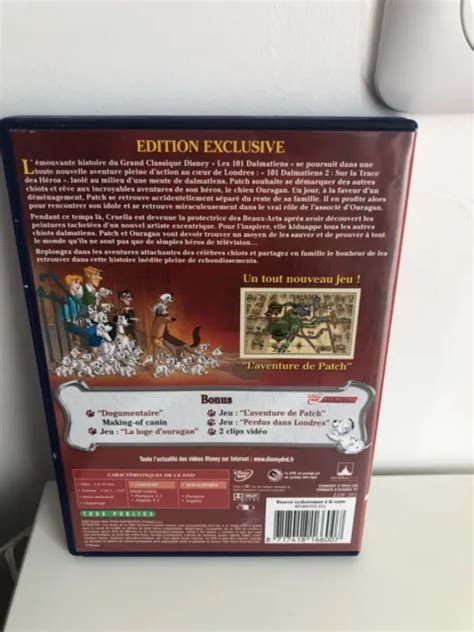 EDITION EXCLUSIVE
L'émouvante histoire du Grand Classique Disney « Les 101 Dalmatiens » se poursuit dans une
toute nouvelle aventure pleine d'action au cœur de Londres : « 101 Dalmatiens 2 : Sur la Trace
des Héros ». Isolé au milieu d'une meute de dalmatiens, Patch souhaite se démarquer des autres
chiots et rêve aux incroyables aventures de son héros, le chien Ouragan. Un jour, à la faveur d'un
déménagement, Patch se retrouve accidentellement séparé du reste de sa famille. Il en profite alors
pour rencontrer son idole et se retrouve miraculeusement dans le vrai rôle de l'associé d'Ouragan.
Pendant ce temps là, Cruella est devenue la protectrice des Beaux-Arts après avoir découvert les
peintures tachetées d'un nouvel artiste excentrique. Pour l'inspirer, elle kidnappe tous les autres
chiots dalmatiens. Patch et Ouragan vont devoir trouver un moyen de les sauver et de prouver à tout
le monde qu'ils ne sont pas que de simples héros de télévision...
Replongez dans les aventures attachantes des célèbres chiots et partagez en famille le bonheur de les
retrouver dans cette histoire inédite pleine de rebondissements.
Un tout nouveau jeu !
"L'aventure de Patch"
Bonus
"Dogumentaire"
Making-of canin
Jeu : "La loge d'ouragan"
Jeu : "L'aventure de Patch"
Jeu : "Perdus dans Londres"
2 clips vidéo
Toute l'actualité des vidéos Disney sur Internet : www.disneydvd.fr
CARACTÉRISTIQUES DE LE DVD
TOUS PUBLICS
8 717418 166007